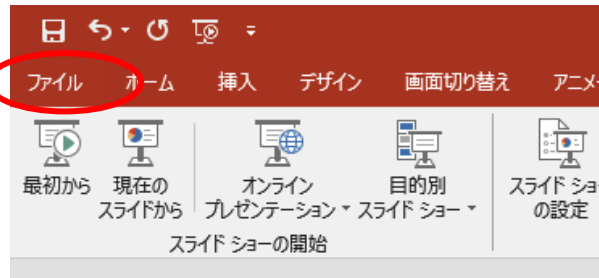 ファイル ホーム 挿入 デザイン 画面切り替え アニメ
最初から 現在の オンライン 目的別 スライド ショ
スライドから プレゼンテーション スライド ショー の設定
スライド ショーの開始